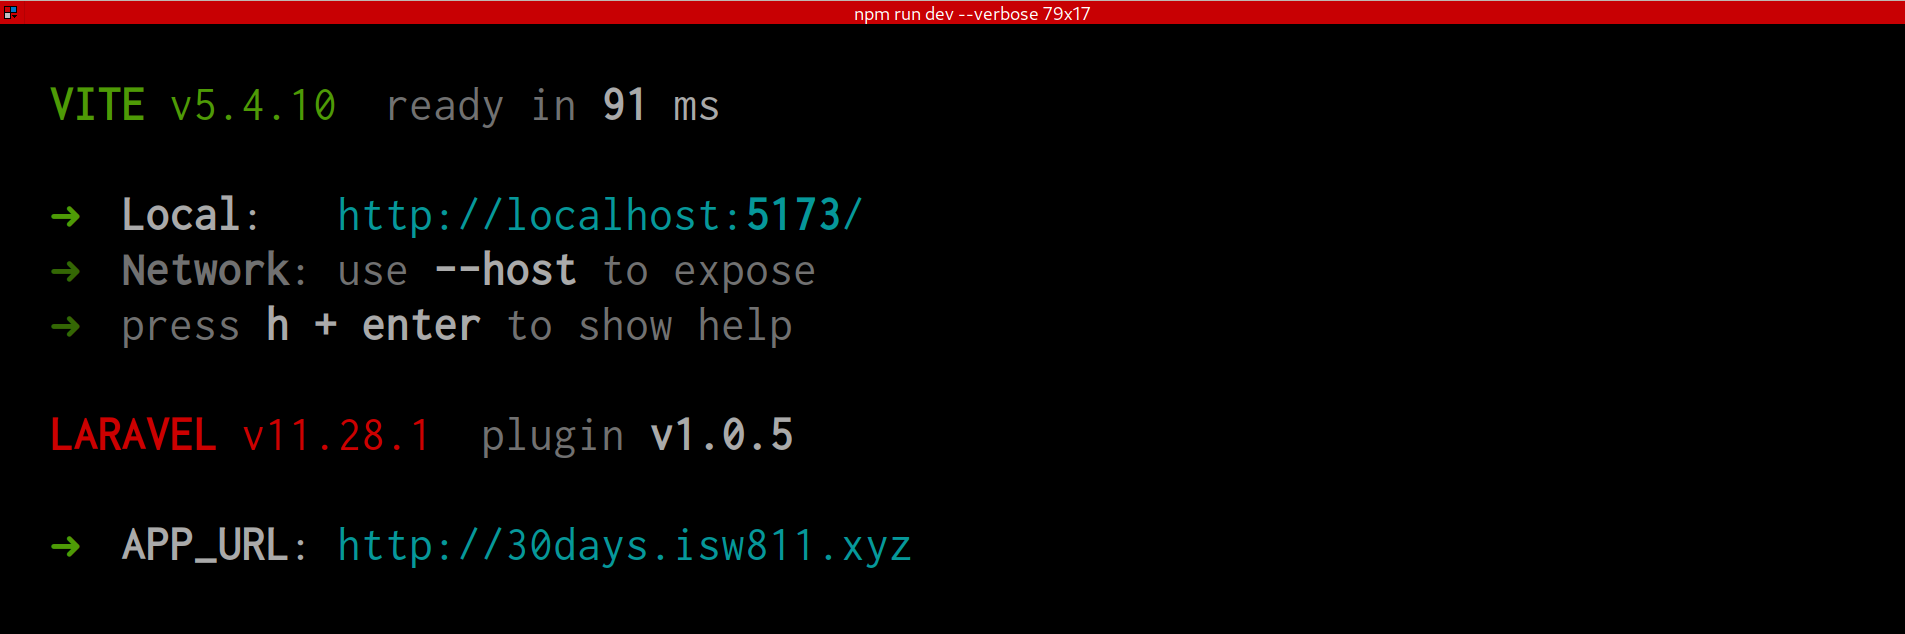 npm run dev --verbose 79x17
VITE v5.4.10  ready in 91 ms
➜  Local:   http://localhost:5173/
➜  Network: use --host to expose
➜  press h + enter to show help
LARAVEL v11.28.1  plugin v1.0.5
➜  APP_URL: http://30days.isw811.xyz